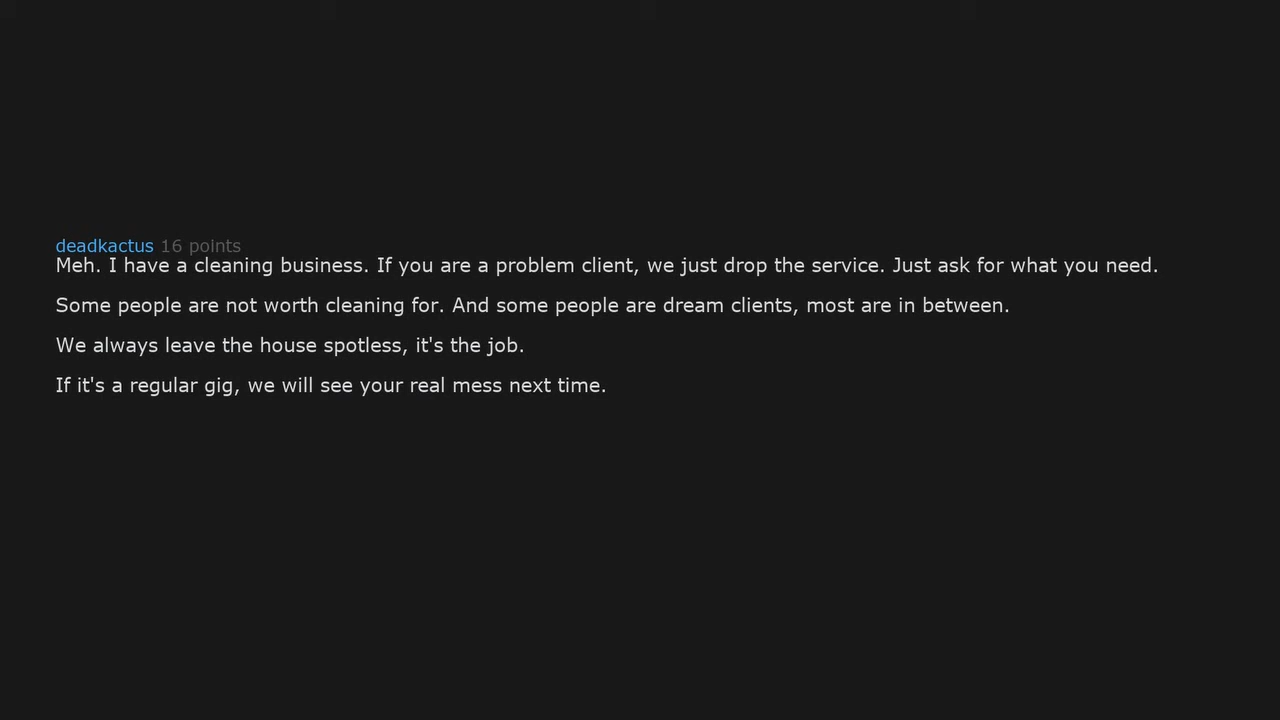 deadkactus 16 points
Meh. I have a cleaning business. If you are a problem client, we just drop the service. Just ask for what you need.
Some people are not worth cleaning for. And some people are dream clients, most are in between.
We always leave the house spotless, it's the job.
If it's a regular gig, we will see your real mess next time.